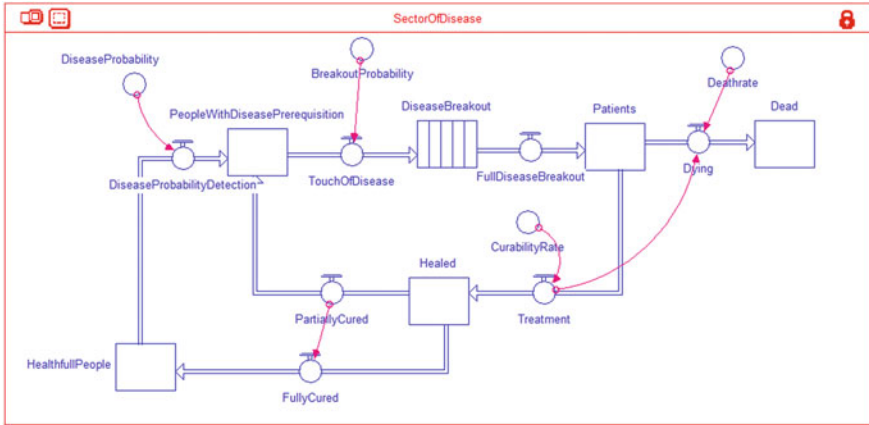 SectorOfDisease
DiseaseProbability
BreakoutProbability
Deathrate
PeopleWithDiseasePrerequisition
DiseaseBreakout
Patients
Dead
DiseaseProbabilityDetection
TouchOfDisease
FullDiseaseBreakout
Dying
CurabilityRate
Healed
PartiallyCured
Treatment
HealthfullPeople
FullyCured